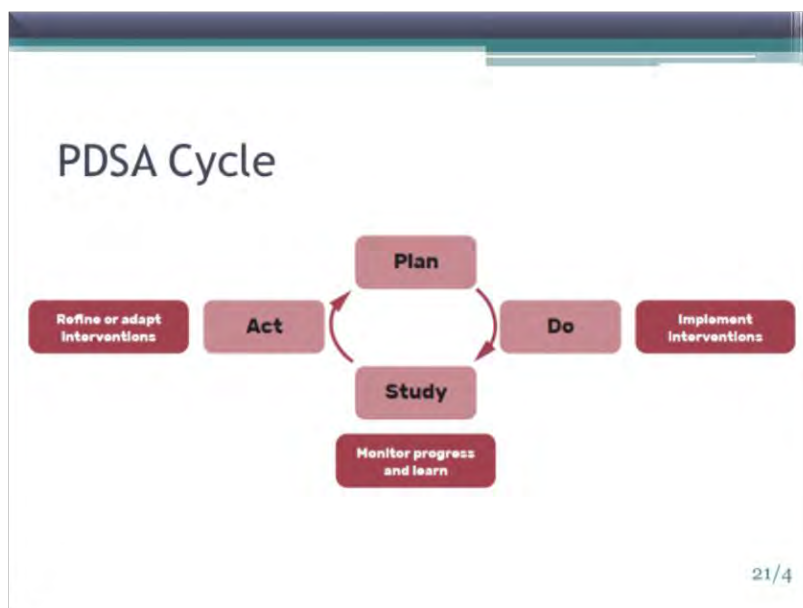 PDSA Cycle
Plan
Refine or adapt
interventions
Act
Do
Implement
interventions
Study
Monitor progress
and learn
21/4